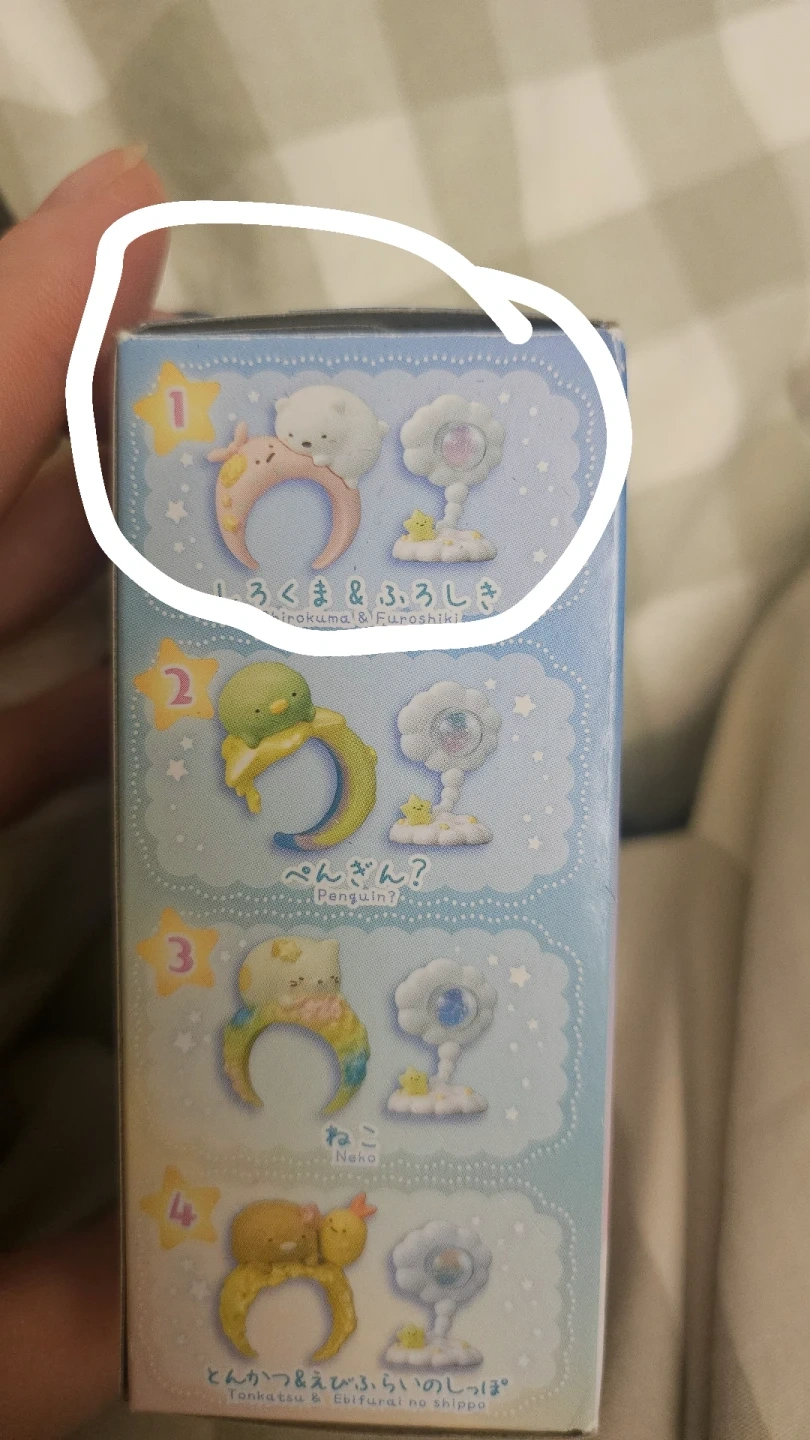 1
しろくま&ふろしき
Shirokuma & Furoshiki
2
ぺんぎん?
Penguin?
3
ねこ
Neko
4
とんかつ&えびふらいのしっぽ
Tonkatsu & Ebifurai no shippo